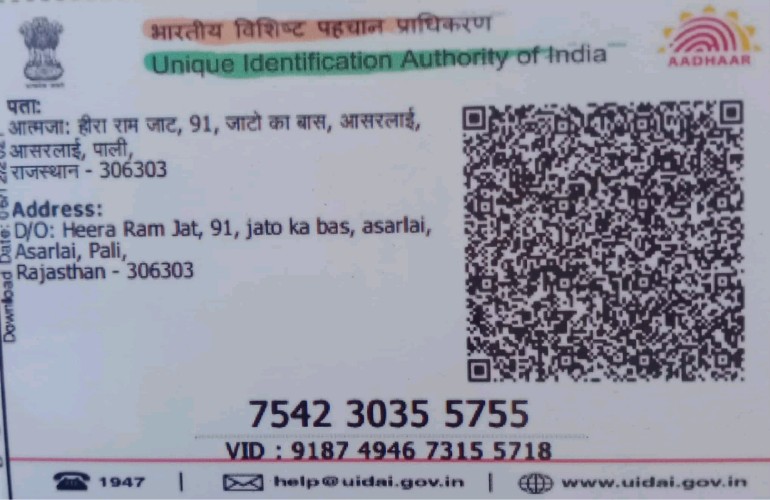 भारतीय विशिष्ट पहचान प्राधिकरण
Unique Identification Authority of India
AADHAAR
पता:
आत्मजा: हीरा राम जाट, 91, जाटो का बास, आसरलाई,
आसरलाई, पाली,
राजस्थान - 306303
Address:
D/O: Heera Ram Jat, 91, jato ka bas, asarlai,
Asarlai, Pali,
Rajasthan - 306303
Download Date:
7542 3035 5755
VID : 9187 4946 7315 5718
1947 | help@uidai.gov.in | www.uidai.gov.in